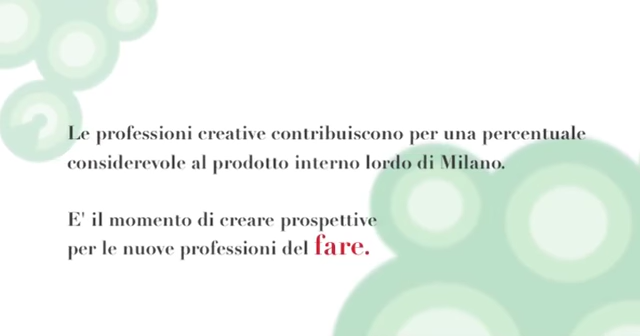 Le professioni creative contribuiscono per una percentuale
considerevole al prodotto interno lordo di Milano.
E' il momento di creare prospettive
per le nuove professioni del fare.